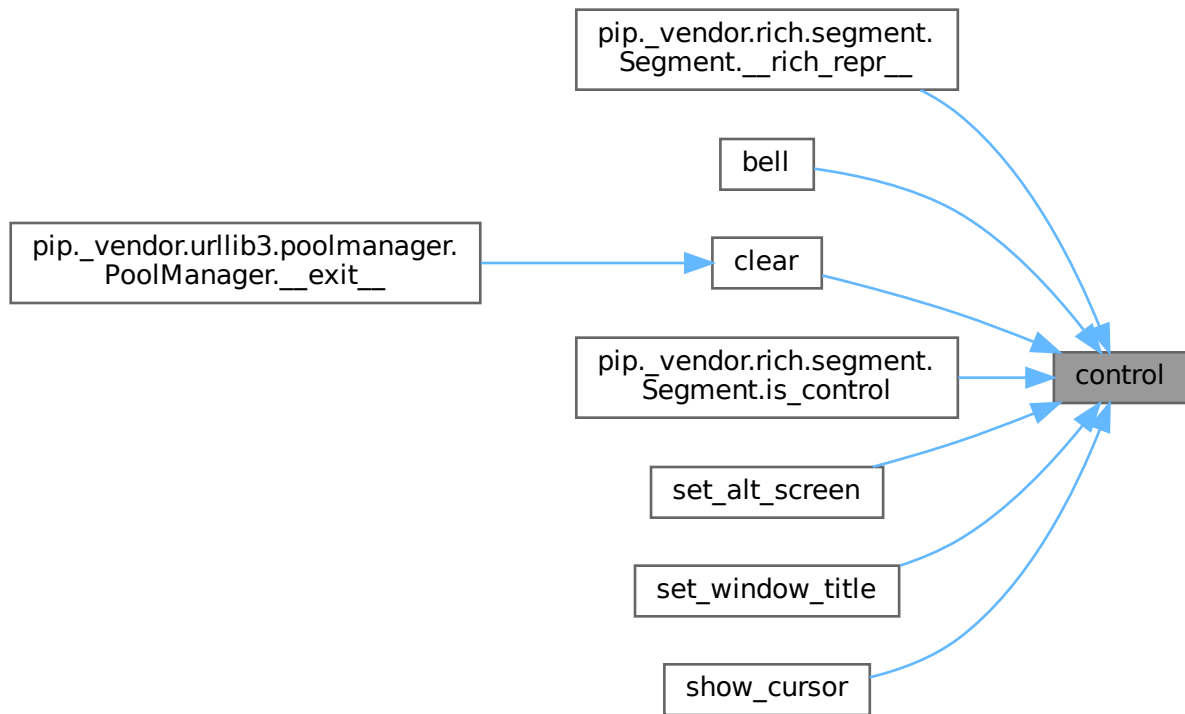 pip._vendor.rich.segment.
Segment.__rich_repr__
bell
pip._vendor.urllib3.poolmanager.
PoolManager.__exit__
clear
pip._vendor.rich.segment.
Segment.is_control
control
set_alt_screen
set_window_title
show_cursor